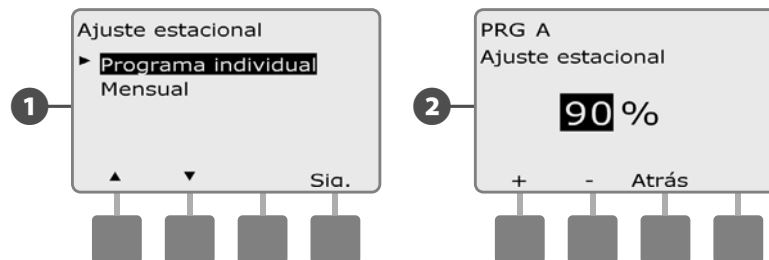 1
Ajuste estacional
► Programa individual
Mensual
▲ ▼ Sig.
2
PRG A
Ajuste estacional
90 %
+ - Atrás